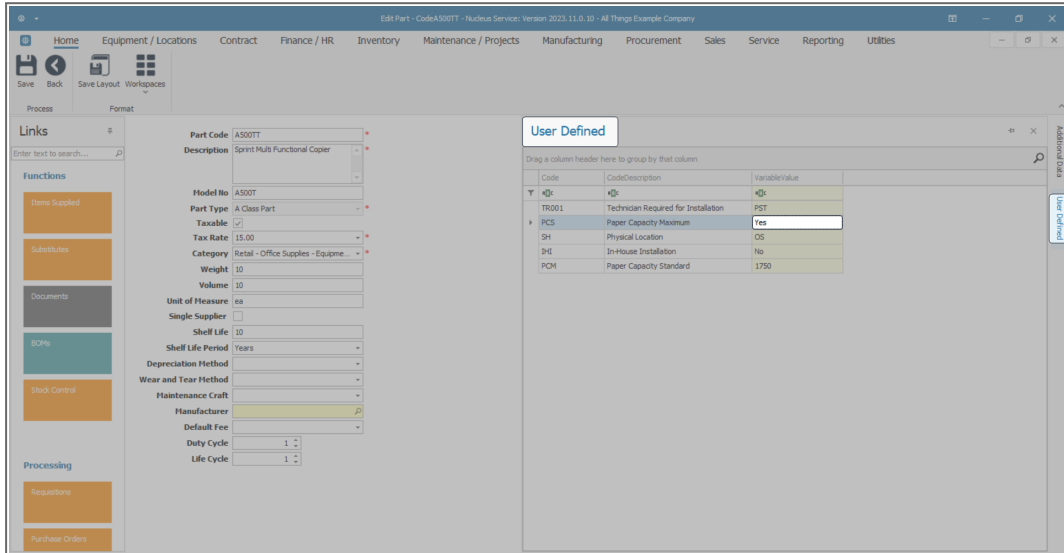 Edit Part - CodeA500TT - Nucleus Service: Version 2023.11.0.10 - All Things Example Company
Home Equipment / Locations Contract Finance / HR Inventory Maintenance / Projects Manufacturing Procurement Sales Service Reporting Utilities
Save Back Save Layout Workspaces
Process Format
Links
Enter text to search...
Functions
Items Supplied
Substitutes
Documents
BOMs
Stock Control
Processing
Requisitions
Purchase Orders
Part Code A500TT *
Description Sprint Multi Functional Copier *
Model No A500T
Part Type A Class Part *
Taxable
Tax Rate 15.00 *
Category Retail - Office Supplies - Equipme... *
Weight 10
Volume 10
Unit of Measure ea
Single Supplier
Shelf Life 10
Shelf Life Period Years
Depreciation Method
Wear and Tear Method
Maintenance Craft
Manufacturer
Default Fee
Duty Cycle 1
Life Cycle 1
User Defined
Drag a column header here to group by that column
Code CodeDescription VariableValue
TR001 Technician Required for Installation PST
PCS Paper Capacity Maximum Yes
SH Physical Location OS
IHI In-House Installation No
PCM Paper Capacity Standard 1750
Additional Data
User Defined